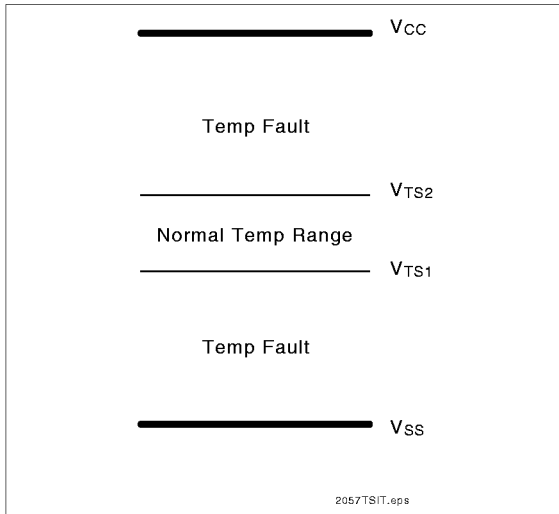 VCC
Temp Fault
VTS2
Normal Temp Range
VTS1
Temp Fault
VSS
2057TSIT.eps